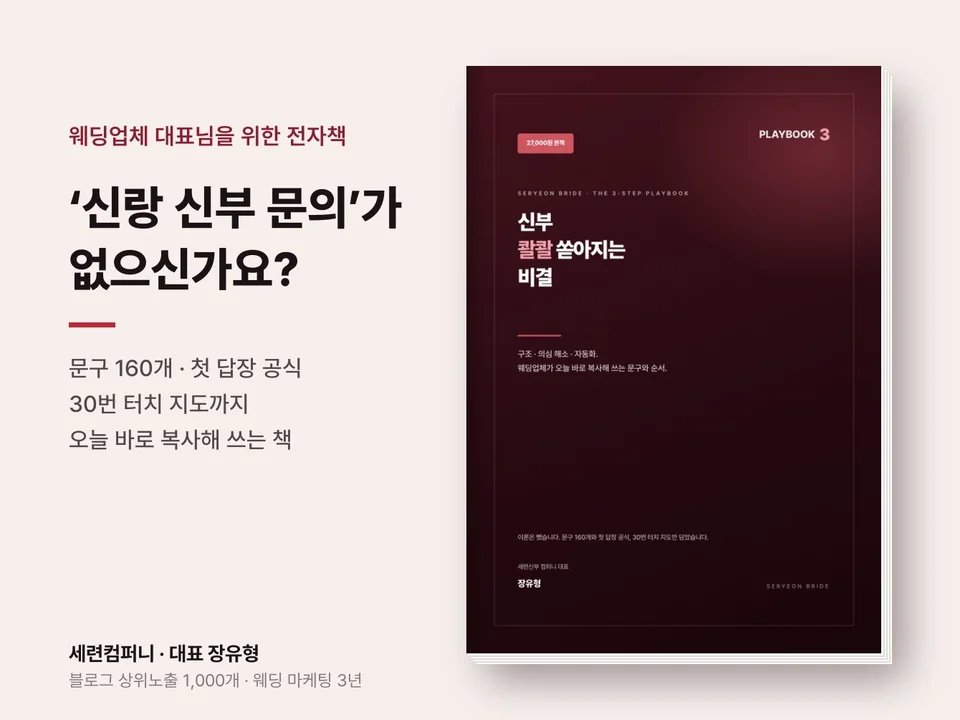 웨딩업체 대표님을 위한 전자책
‘신랑 신부 문의’가
없으신가요?
문구 160개 · 첫 답장 공식
30번 터치 지도까지
오늘 바로 복사해 쓰는 책
세련컴퍼니 · 대표 장유형
블로그 상위노출 1,000개 · 웨딩 마케팅 3년
27,000원 본책
PLAYBOOK 3
SERYEON BRIDE · THE 3-STEP PLAYBOOK
신부
콸콸 쏟아지는
비결
구조 · 의심 해소 · 자동화.
웨딩업체가 오늘 바로 복사해 쓰는 문구와 순서.
이론은 뺐습니다. 문구 160개와 첫 답장 공식, 30번 터치 지도만 담았습니다.
세련신부 컴퍼니 대표
장유형
SERYEON BRIDE